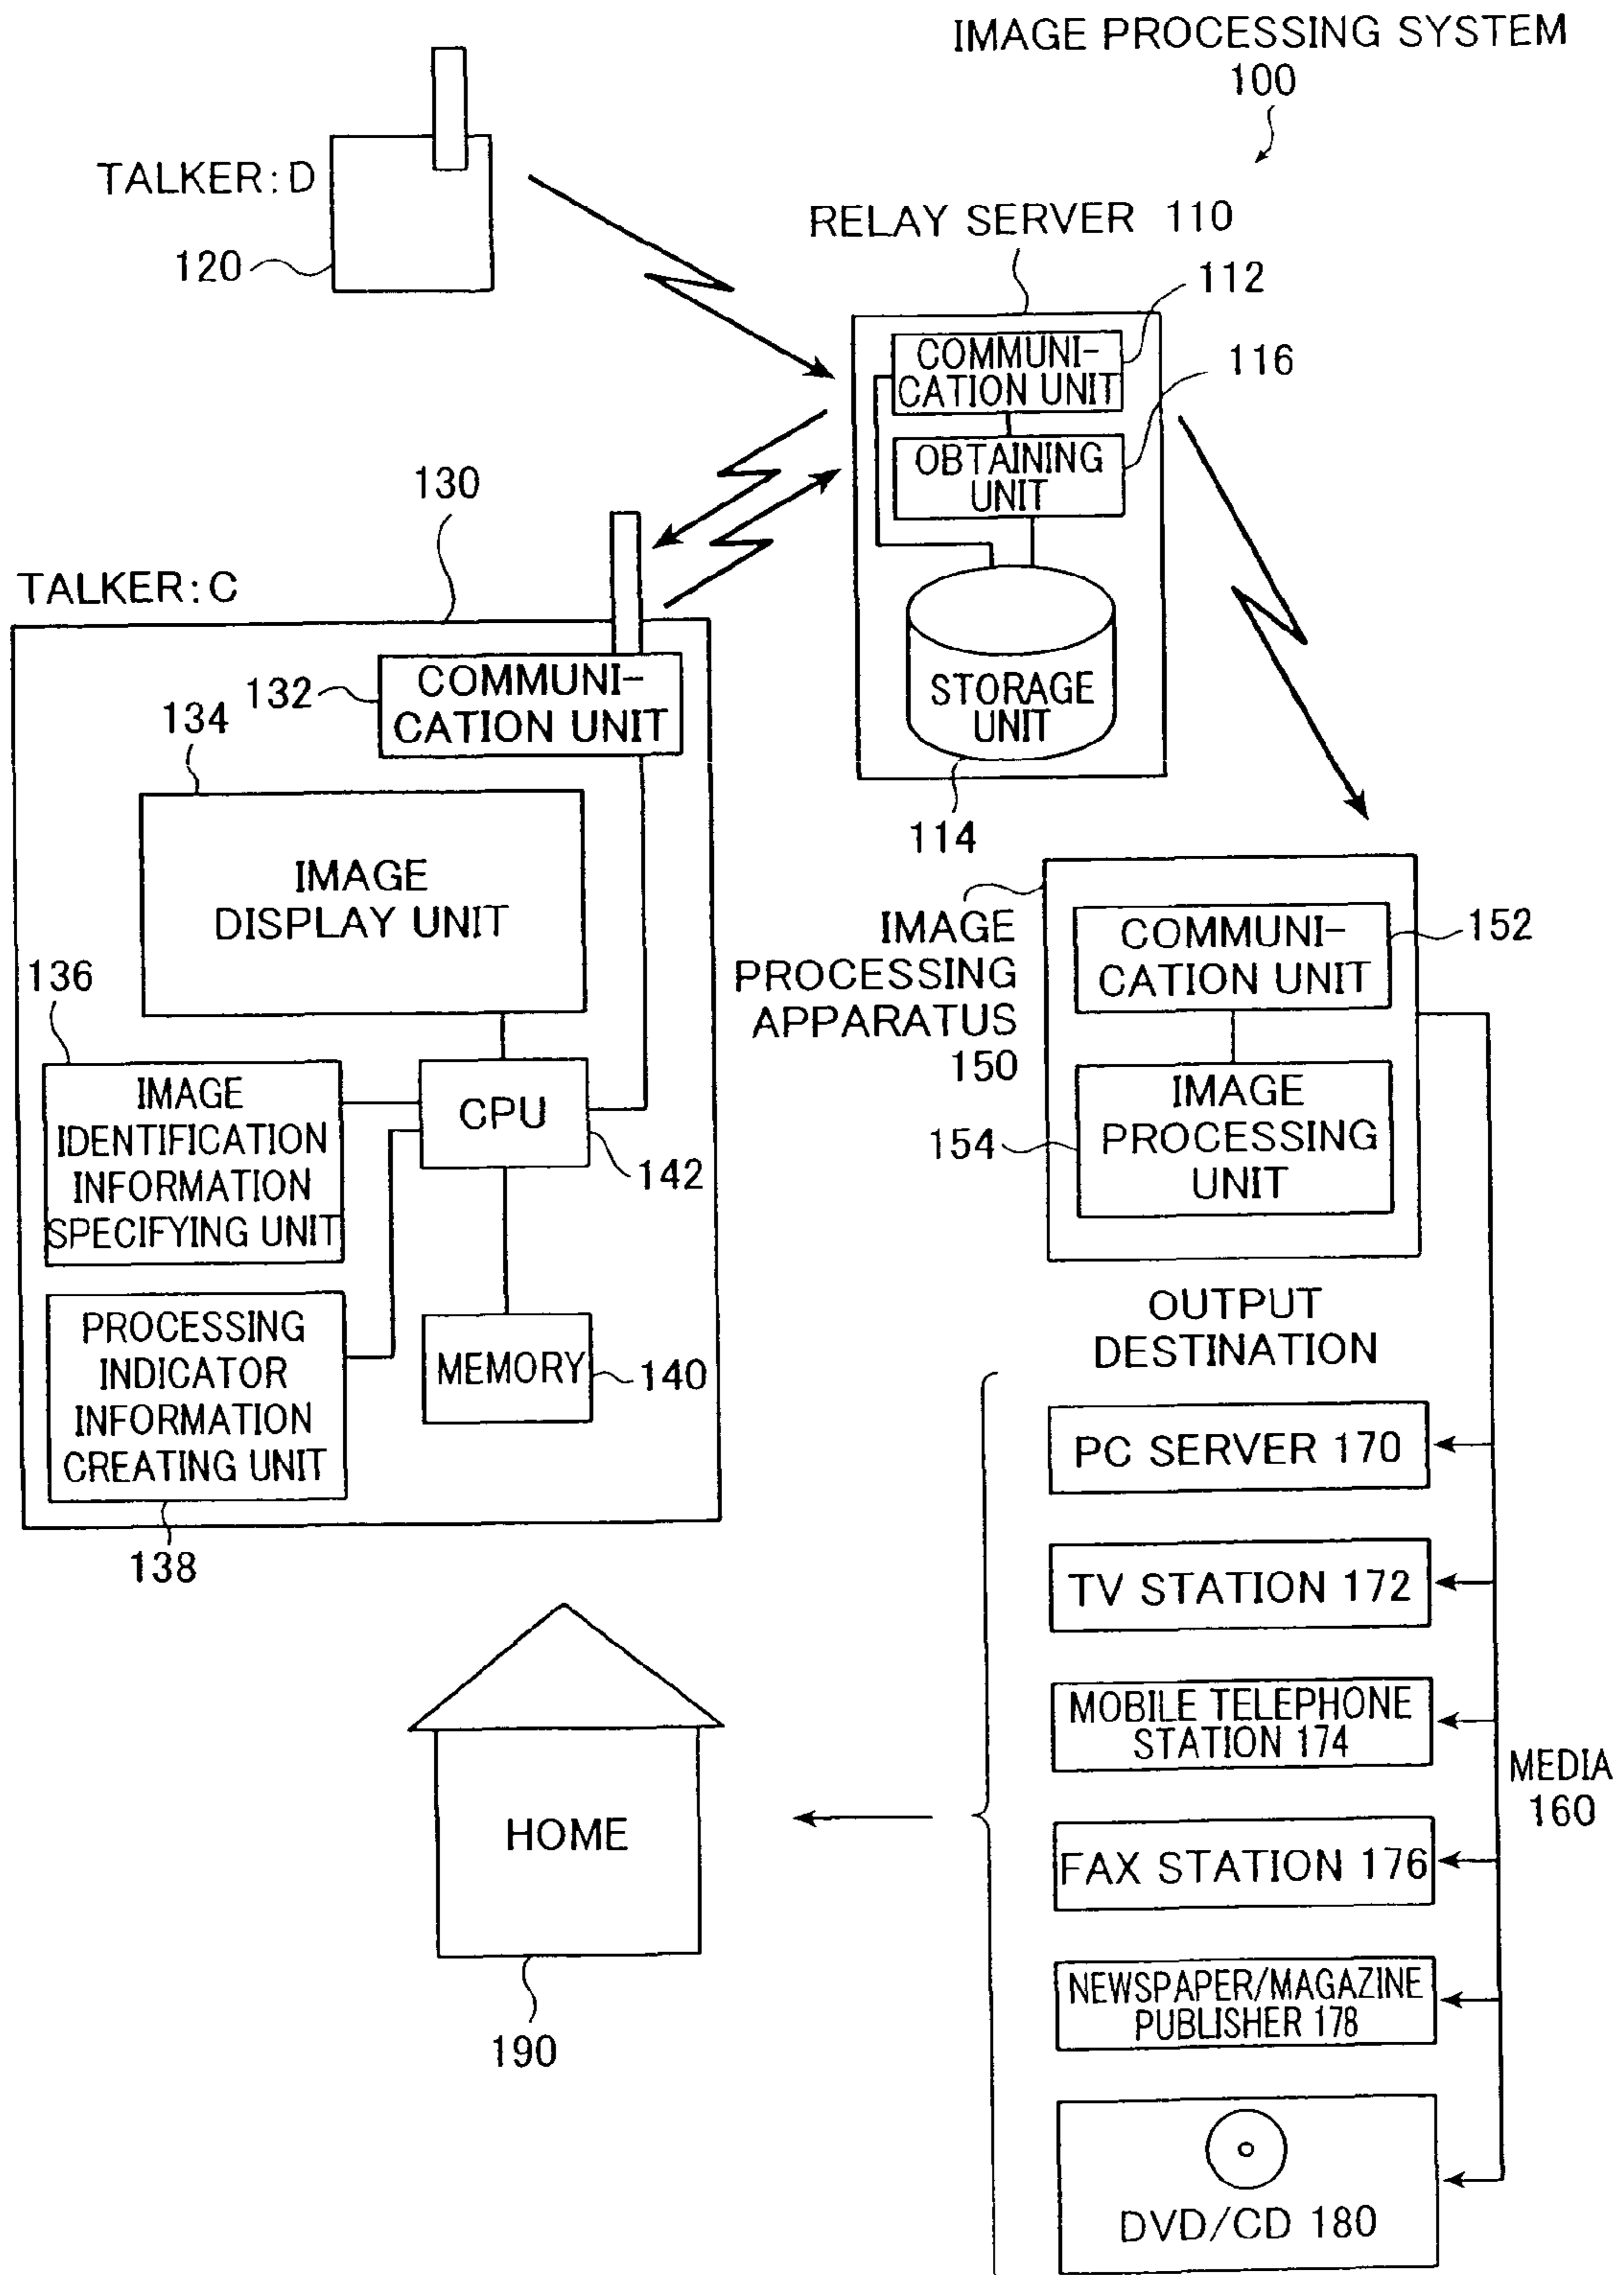 IMAGE PROCESSING SYSTEM
100
TALKER:D
120
RELAY SERVER 110
112
COMMUNI-
CATION UNIT
116
OBTAINING
UNIT
STORAGE
UNIT
114
130
TALKER:C
132
COMMUNI-
CATION UNIT
134
IMAGE
DISPLAY UNIT
136
IMAGE
IDENTIFICATION
INFORMATION
SPECIFYING UNIT
CPU
142
PROCESSING
INDICATOR
INFORMATION
CREATING UNIT
138
MEMORY
140
IMAGE
PROCESSING
APPARATUS
150
COMMUNI-
CATION UNIT
152
154
IMAGE
PROCESSING
UNIT
OUTPUT
DESTINATION
PC SERVER 170
TV STATION 172
MOBILE TELEPHONE
STATION 174
MEDIA
160
FAX STATION 176
NEWSPAPER/MAGAZINE
PUBLISHER 178
DVD/CD 180
HOME
190